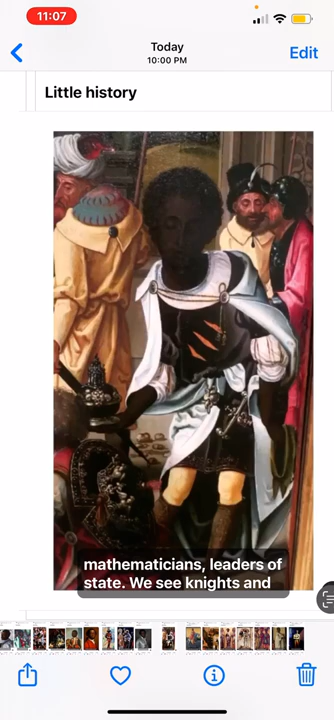 11:07
Today
10:00 PM
Edit
Little history
mathematicians, leaders of
state. We see knights and